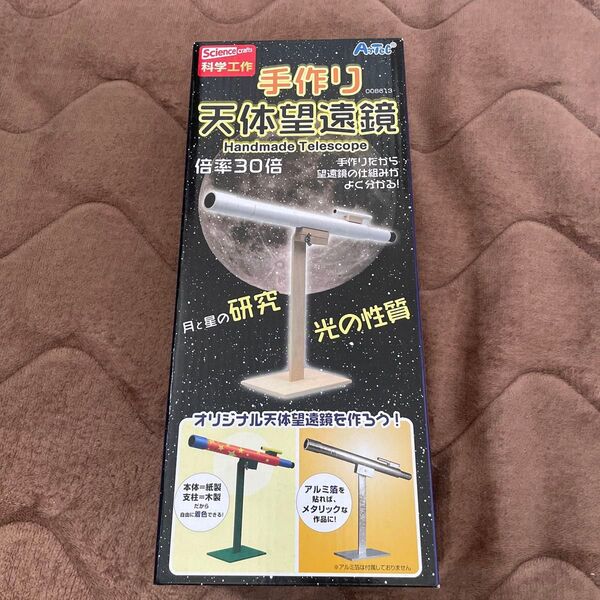 Science crafts
科学工作
ArTeC®
手作り
008613
天体望遠鏡
Handmade Telescope
倍率30倍
手作りだから
望遠鏡の仕組みが
よく分かる!
月と星の研究
光の性質
オリジナル天体望遠鏡を作ろう!
本体=紙製
支柱=木製
だから
自由に着色できる!
アルミ箔を
貼れば、
メタリックな
作品に!
※アルミ箔は付属しておりません